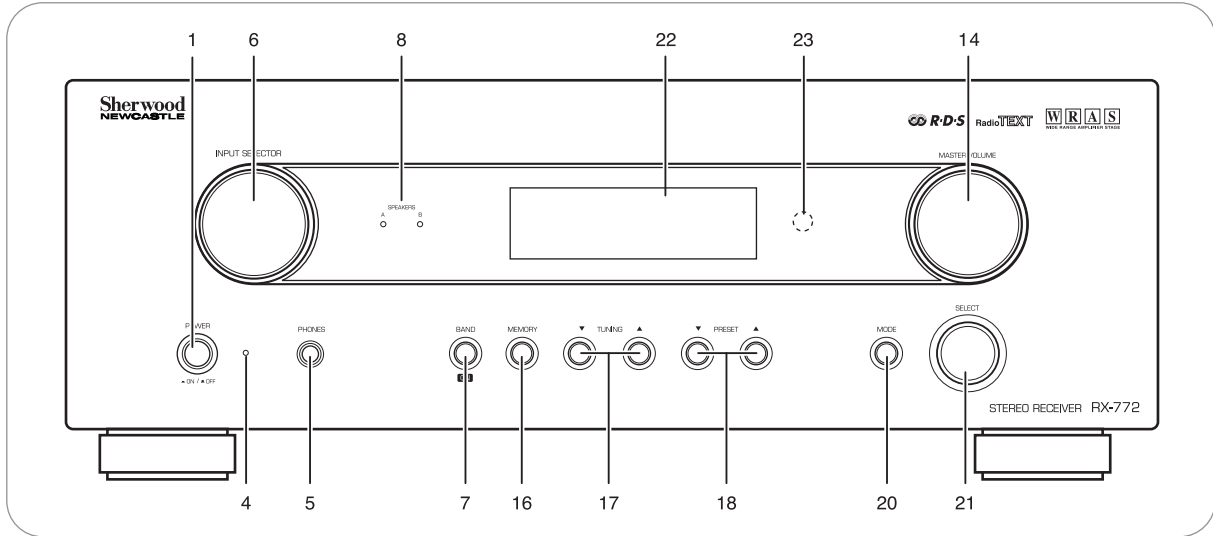 1 6 8 22 23 14
Sherwood
NEWCASTLE
R·D·S RadioTEXT W R A S
WIDE RANGE AMPLIFIER STAGE
INPUT SELECTOR MASTER VOLUME
SPEAKERS
A B
POWER PHONES BAND MEMORY ▼ TUNING ▲ ▼ PRESET ▲ MODE SELECT
▲ ON / ■ OFF
STEREO RECEIVER RX-772
4 5 7 16 17 18 20 21